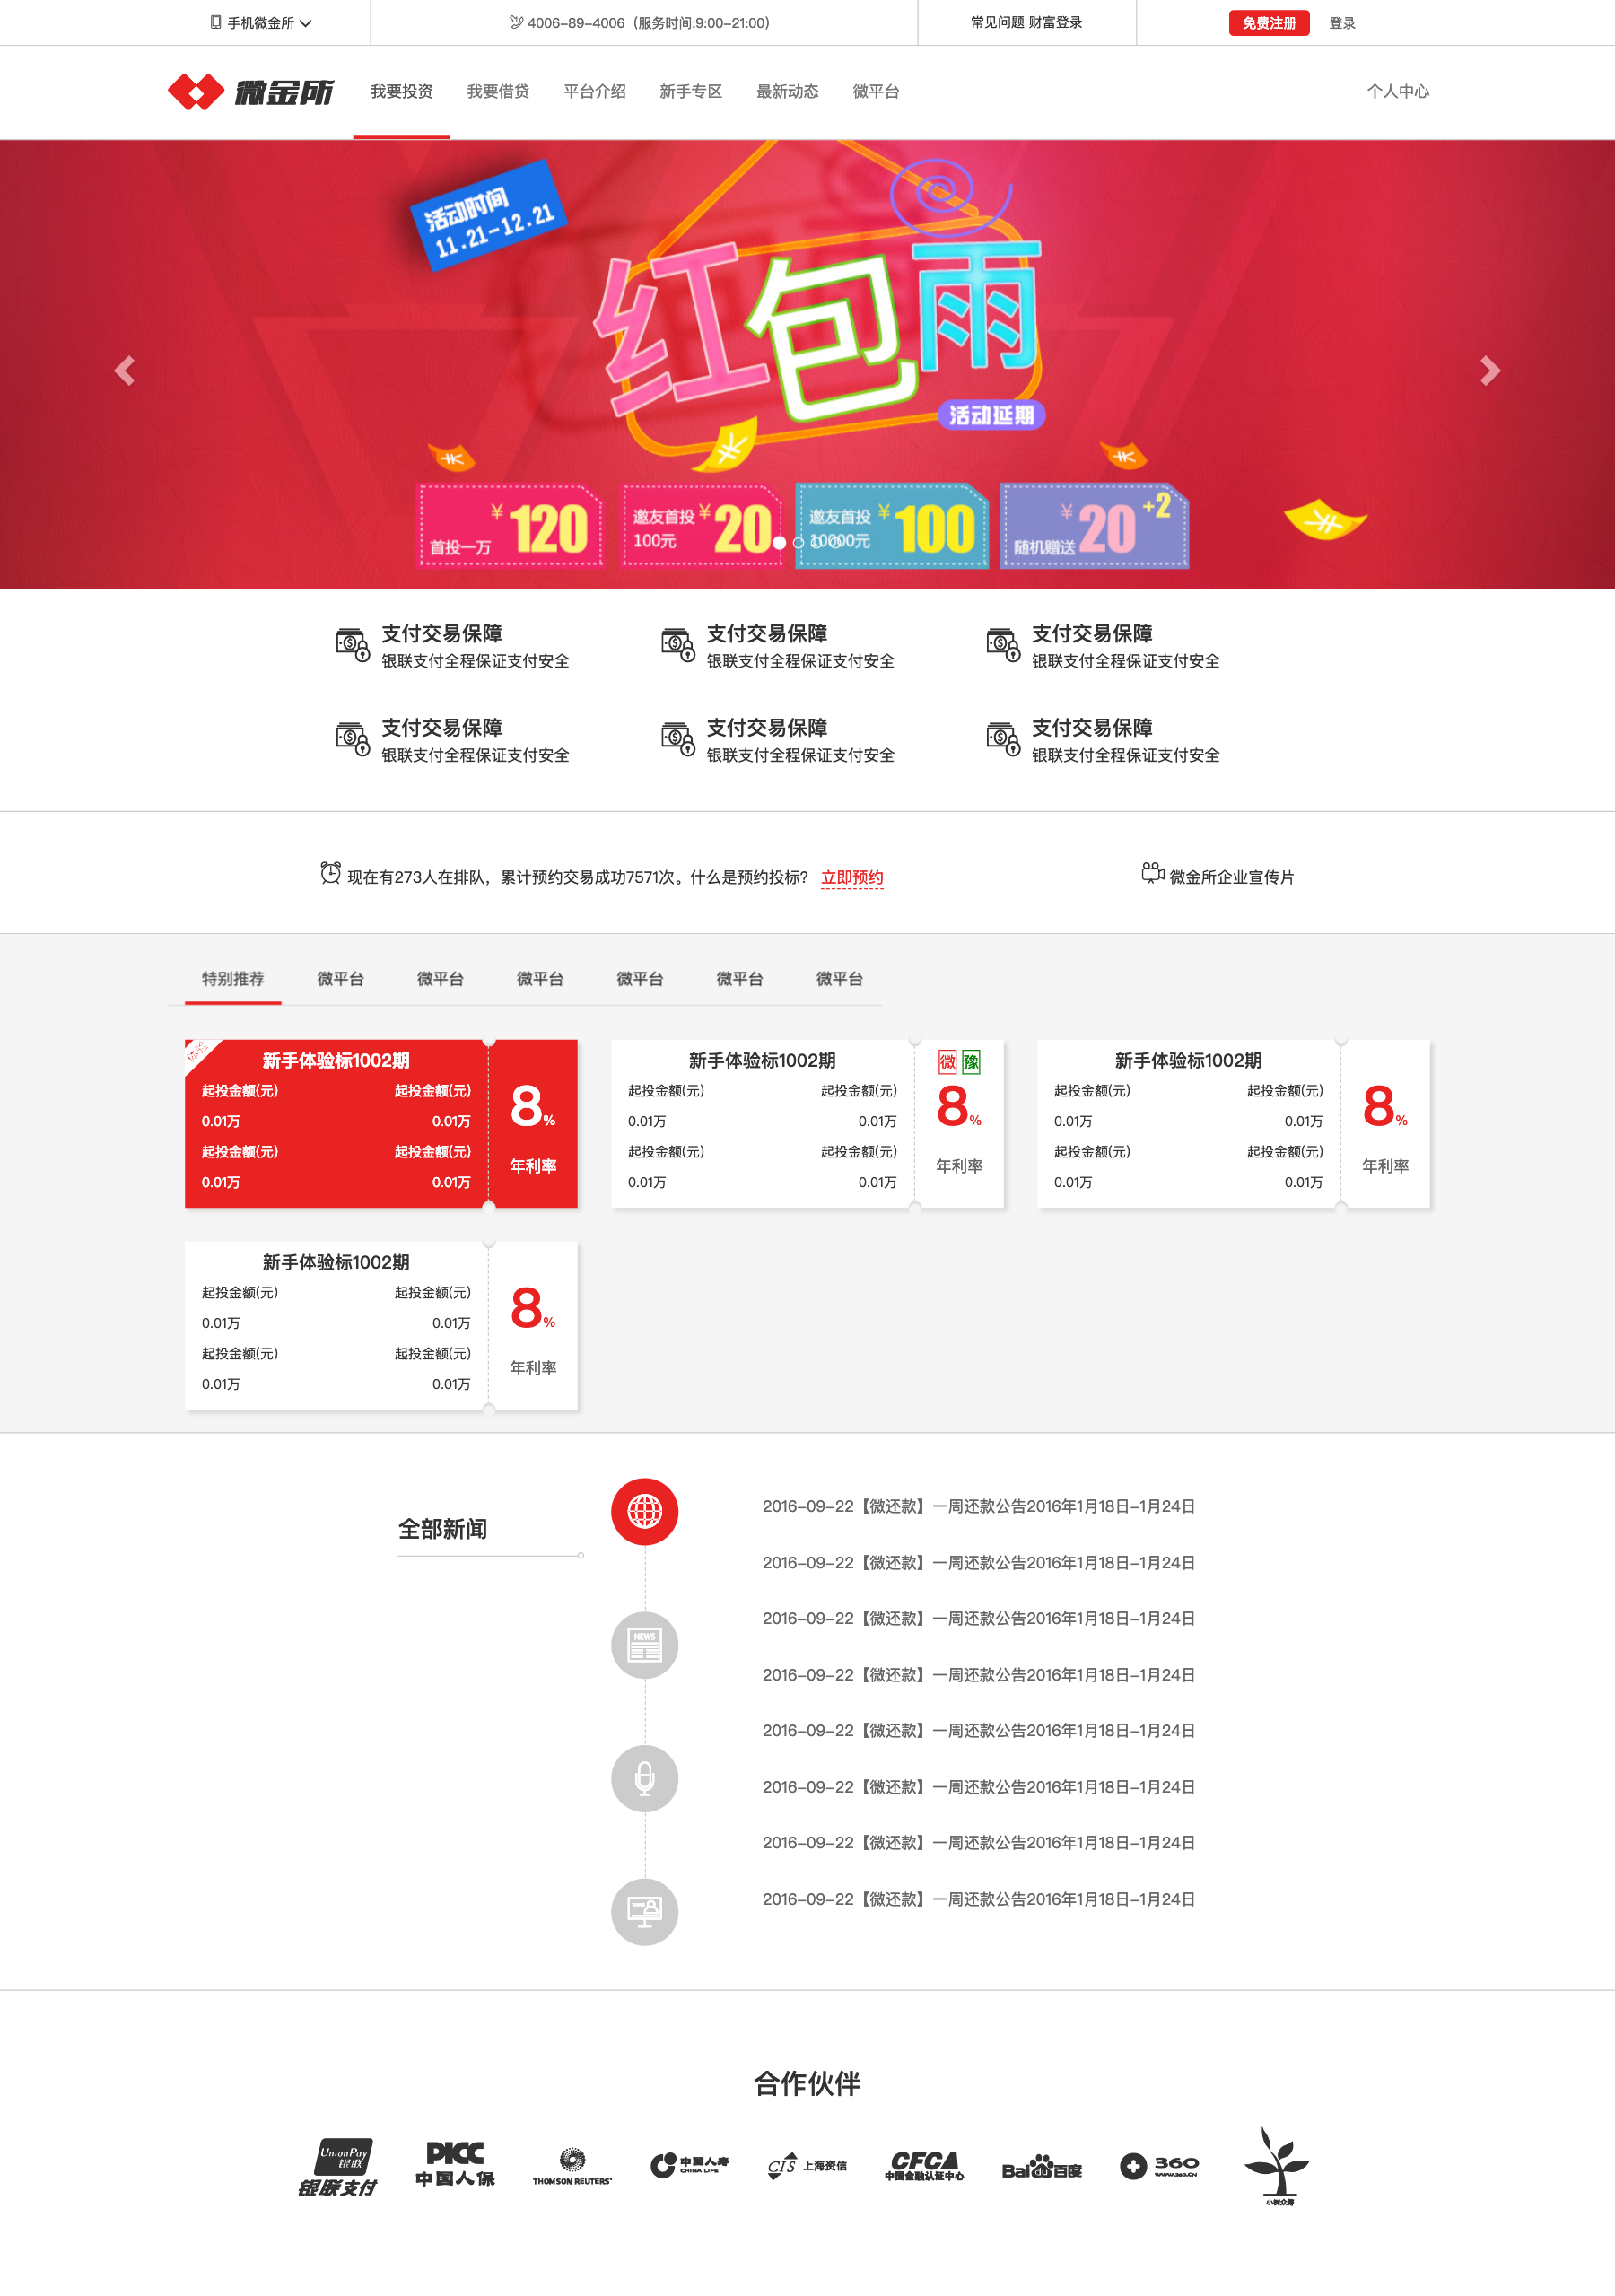 手机微金所
4006-89-4006（服务时间:9:00-21:00）
常见问题 财富登录
免费注册
登录
微金所
我要投资
我要借贷
平台介绍
新手专区
最新动态
微平台
个人中心
活动时间
11.21-12.21
红包雨
活动延期
首投一万
¥120
邀友首投
100元
¥20
邀友首投
10000元
¥100
随机赠送
¥20+2
支付交易保障
银联支付全程保证支付安全
支付交易保障
银联支付全程保证支付安全
支付交易保障
银联支付全程保证支付安全
支付交易保障
银联支付全程保证支付安全
支付交易保障
银联支付全程保证支付安全
支付交易保障
银联支付全程保证支付安全
现在有273人在排队，累计预约交易成功7571次。什么是预约投标？ 立即预约
微金所企业宣传片
特别推荐
微平台
微平台
微平台
微平台
微平台
微平台
新手体验标1002期
起投金额(元) 起投金额(元)
0.01万 0.01万
起投金额(元) 起投金额(元)
0.01万 0.01万
8%
年利率
新手体验标1002期
起投金额(元) 起投金额(元)
0.01万 0.01万
起投金额(元) 起投金额(元)
0.01万 0.01万
微 豫
8%
年利率
新手体验标1002期
起投金额(元) 起投金额(元)
0.01万 0.01万
起投金额(元) 起投金额(元)
0.01万 0.01万
8%
年利率
新手体验标1002期
起投金额(元) 起投金额(元)
0.01万 0.01万
起投金额(元) 起投金额(元)
0.01万 0.01万
8%
年利率
全部新闻
NEWS
2016-09-22【微还款】一周还款公告2016年1月18日-1月24日
2016-09-22【微还款】一周还款公告2016年1月18日-1月24日
2016-09-22【微还款】一周还款公告2016年1月18日-1月24日
2016-09-22【微还款】一周还款公告2016年1月18日-1月24日
2016-09-22【微还款】一周还款公告2016年1月18日-1月24日
2016-09-22【微还款】一周还款公告2016年1月18日-1月24日
2016-09-22【微还款】一周还款公告2016年1月18日-1月24日
2016-09-22【微还款】一周还款公告2016年1月18日-1月24日
合作伙伴
UnionPay
银联
银联支付
PICC
中国人保
THOMSON REUTERS
中国人寿
CHINA LIFE
CIS 上海资信
CFCA
中国金融认证中心
Bai du 百度
360
WWW.360.CN
小树众筹